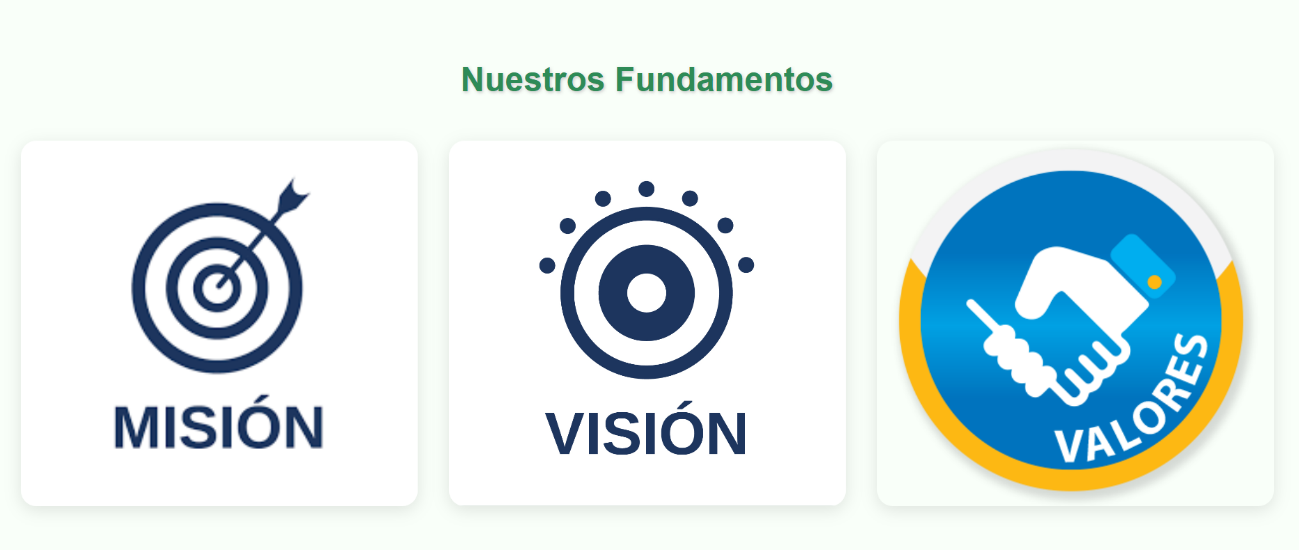 Nuestros Fundamentos
MISIÓN
VISIÓN
VALORES